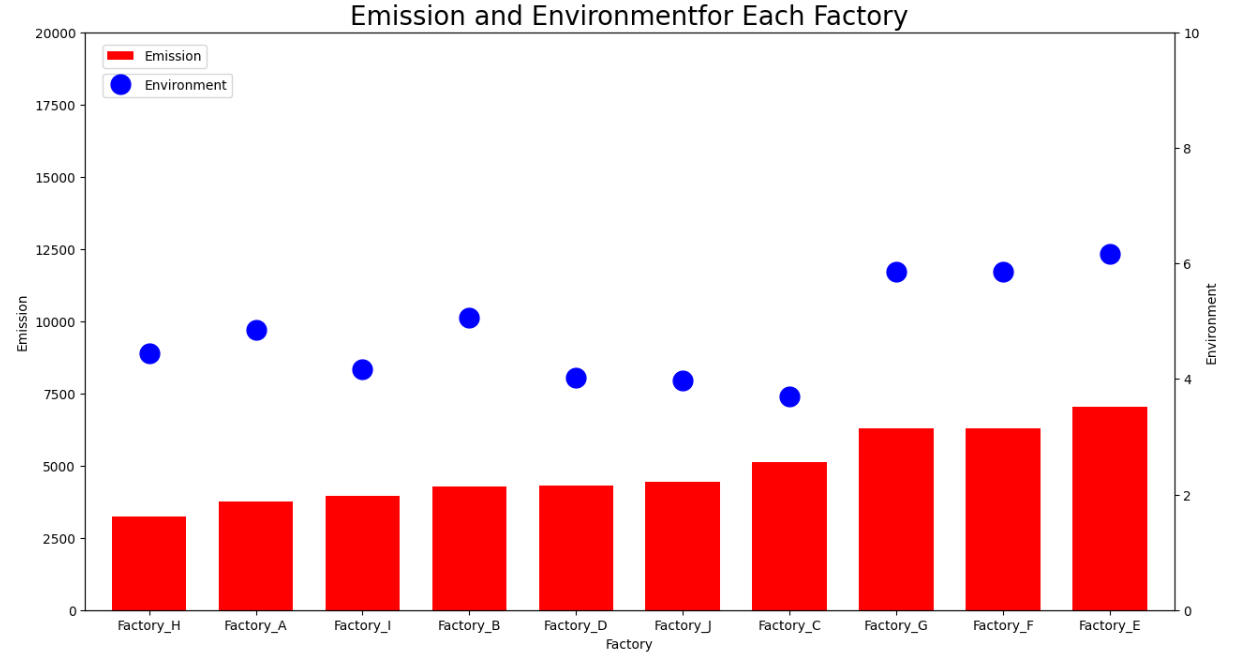 Emission and Environmentfor Each Factory
Emission
Environment
20000
17500
15000
12500
10000
7500
5000
2500
0
Emission
10
8
6
4
2
0
Environment
Factory_H Factory_A Factory_I Factory_B Factory_D Factory_J Factory_C Factory_G Factory_F Factory_E
Factory